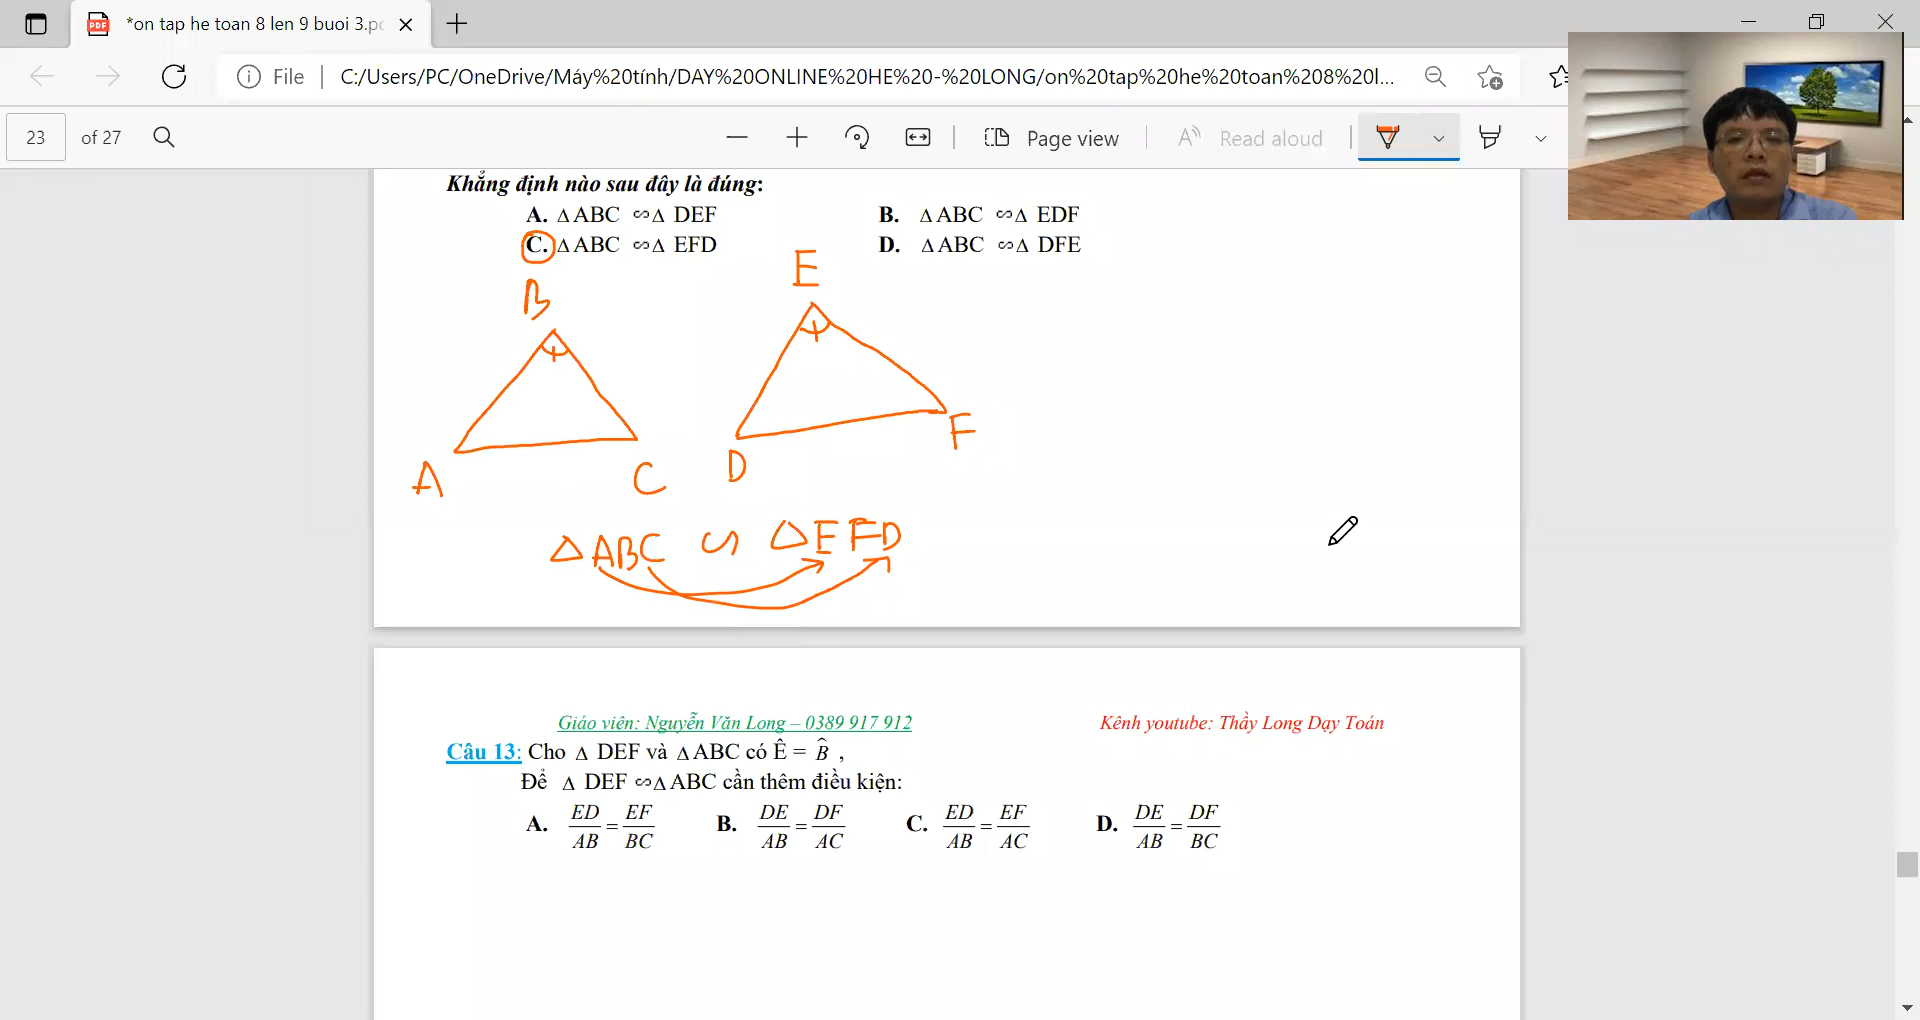 *on tap he toan 8 len 9 buoi 3.pd
File
C:/Users/PC/OneDrive/Máy%20tính/DAY%20ONLINE%20HE%20-%20LONG/on%20tap%20he%20toan%208%20l...
23 of 27
Page view
Read aloud
Khẳng định nào sau đây là đúng:
A. Δ ABC ∽ Δ DEF B. Δ ABC ∽ Δ EDF
C. Δ ABC ∽ Δ EFD D. Δ ABC ∽ Δ DFE
E
B
F
A C D
Δ ABC ∽ Δ EFD
Giáo viên: Nguyễn Văn Long – 0389 917 912 Kênh youtube: Thầy Long Dạy Toán
Câu 13: Cho Δ DEF và Δ ABC có Ê = B̂ ,
Để Δ DEF ∽ Δ ABC cần thêm điều kiện:
A. ED/AB = EF/BC B. DE/AB = DF/AC C. ED/AB = EF/AC D. DE/AB = DF/BC